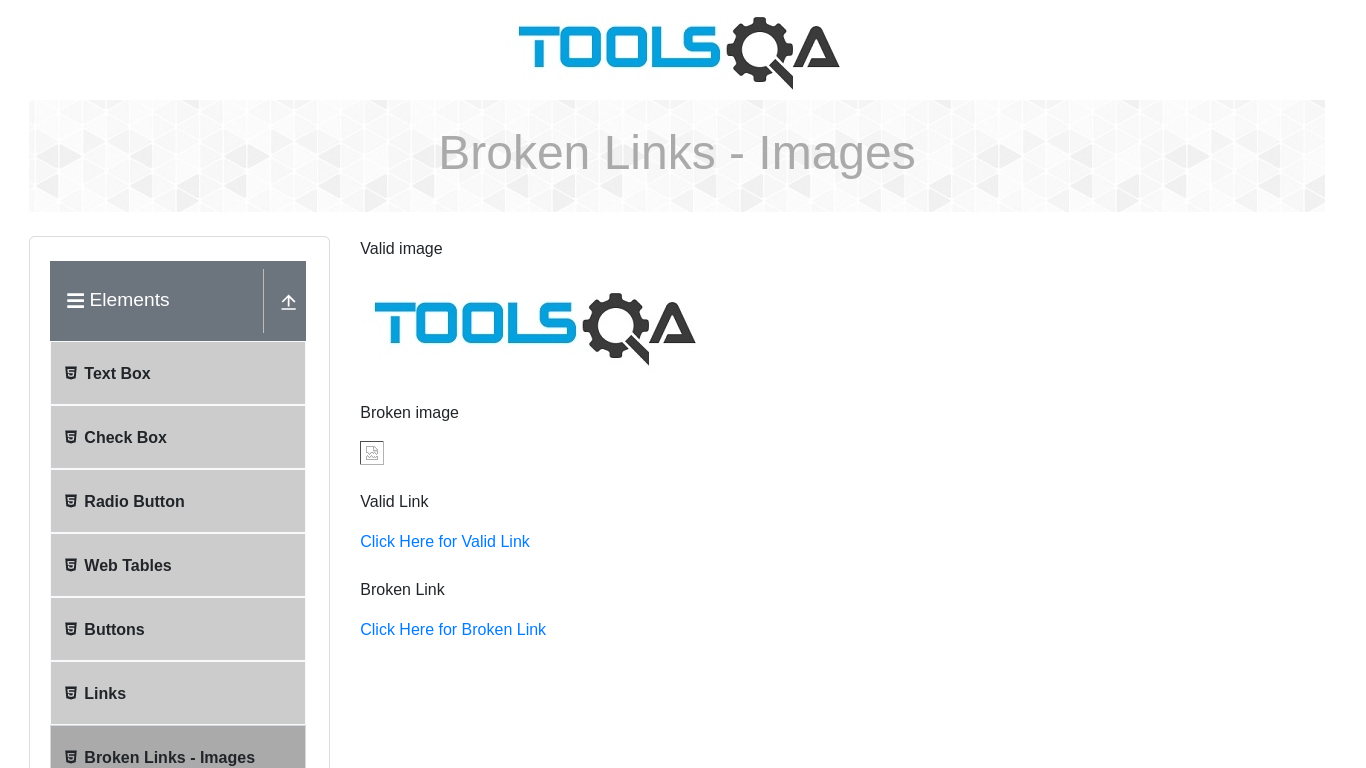 TOOLSQA
Broken Links - Images
Elements
Text Box
Check Box
Radio Button
Web Tables
Buttons
Links
Broken Links - Images
Valid image
TOOLSQA
Broken image
Valid Link
Click Here for Valid Link
Broken Link
Click Here for Broken Link